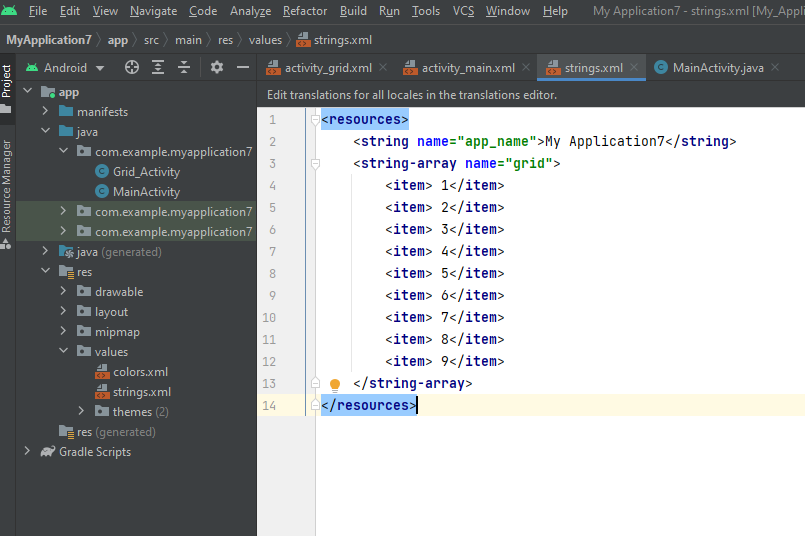 File Edit View Navigate Code Analyze Refactor Build Run Tools VCS Window Help My Application7 - strings.xml [My_Appl
MyApplication7 app src main res values strings.xml
Android activity_grid.xml activity_main.xml strings.xml MainActivity.java
Project
Resource Manager
app
manifests
java
com.example.myapplication7
Grid_Activity
MainActivity
com.example.myapplication7
com.example.myapplication7
java (generated)
res
drawable
layout
mipmap
values
colors.xml
strings.xml
themes (2)
res (generated)
Gradle Scripts
Edit translations for all locales in the translations editor.
1 <resources>
2 <string name="app_name">My Application7</string>
3 <string-array name="grid">
4 <item> 1</item>
5 <item> 2</item>
6 <item> 3</item>
7 <item> 4</item>
8 <item> 5</item>
9 <item> 6</item>
10 <item> 7</item>
11 <item> 8</item>
12 <item> 9</item>
13 </string-array>
14 </resources>